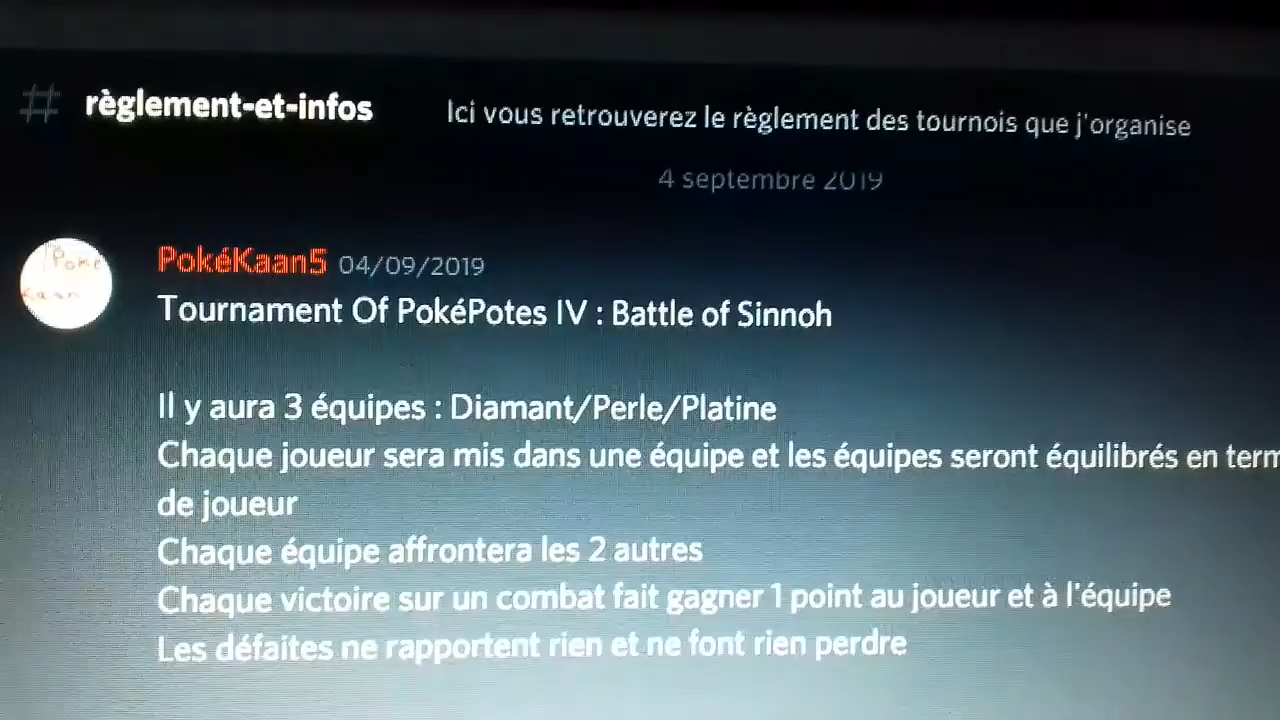 # règlement-et-infos Ici vous retrouverez le règlement des tournois que j'organise
4 septembre 2019
Poké
Kaan
PokéKaan5 04/09/2019
Tournament Of PokéPotes IV : Battle of Sinnoh
Il y aura 3 équipes : Diamant/Perle/Platine
Chaque joueur sera mis dans une équipe et les équipes seront équilibrés en term
de joueur
Chaque équipe affrontera les 2 autres
Chaque victoire sur un combat fait gagner 1 point au joueur et à l'équipe
Les défaites ne rapportent rien et ne font rien perdre